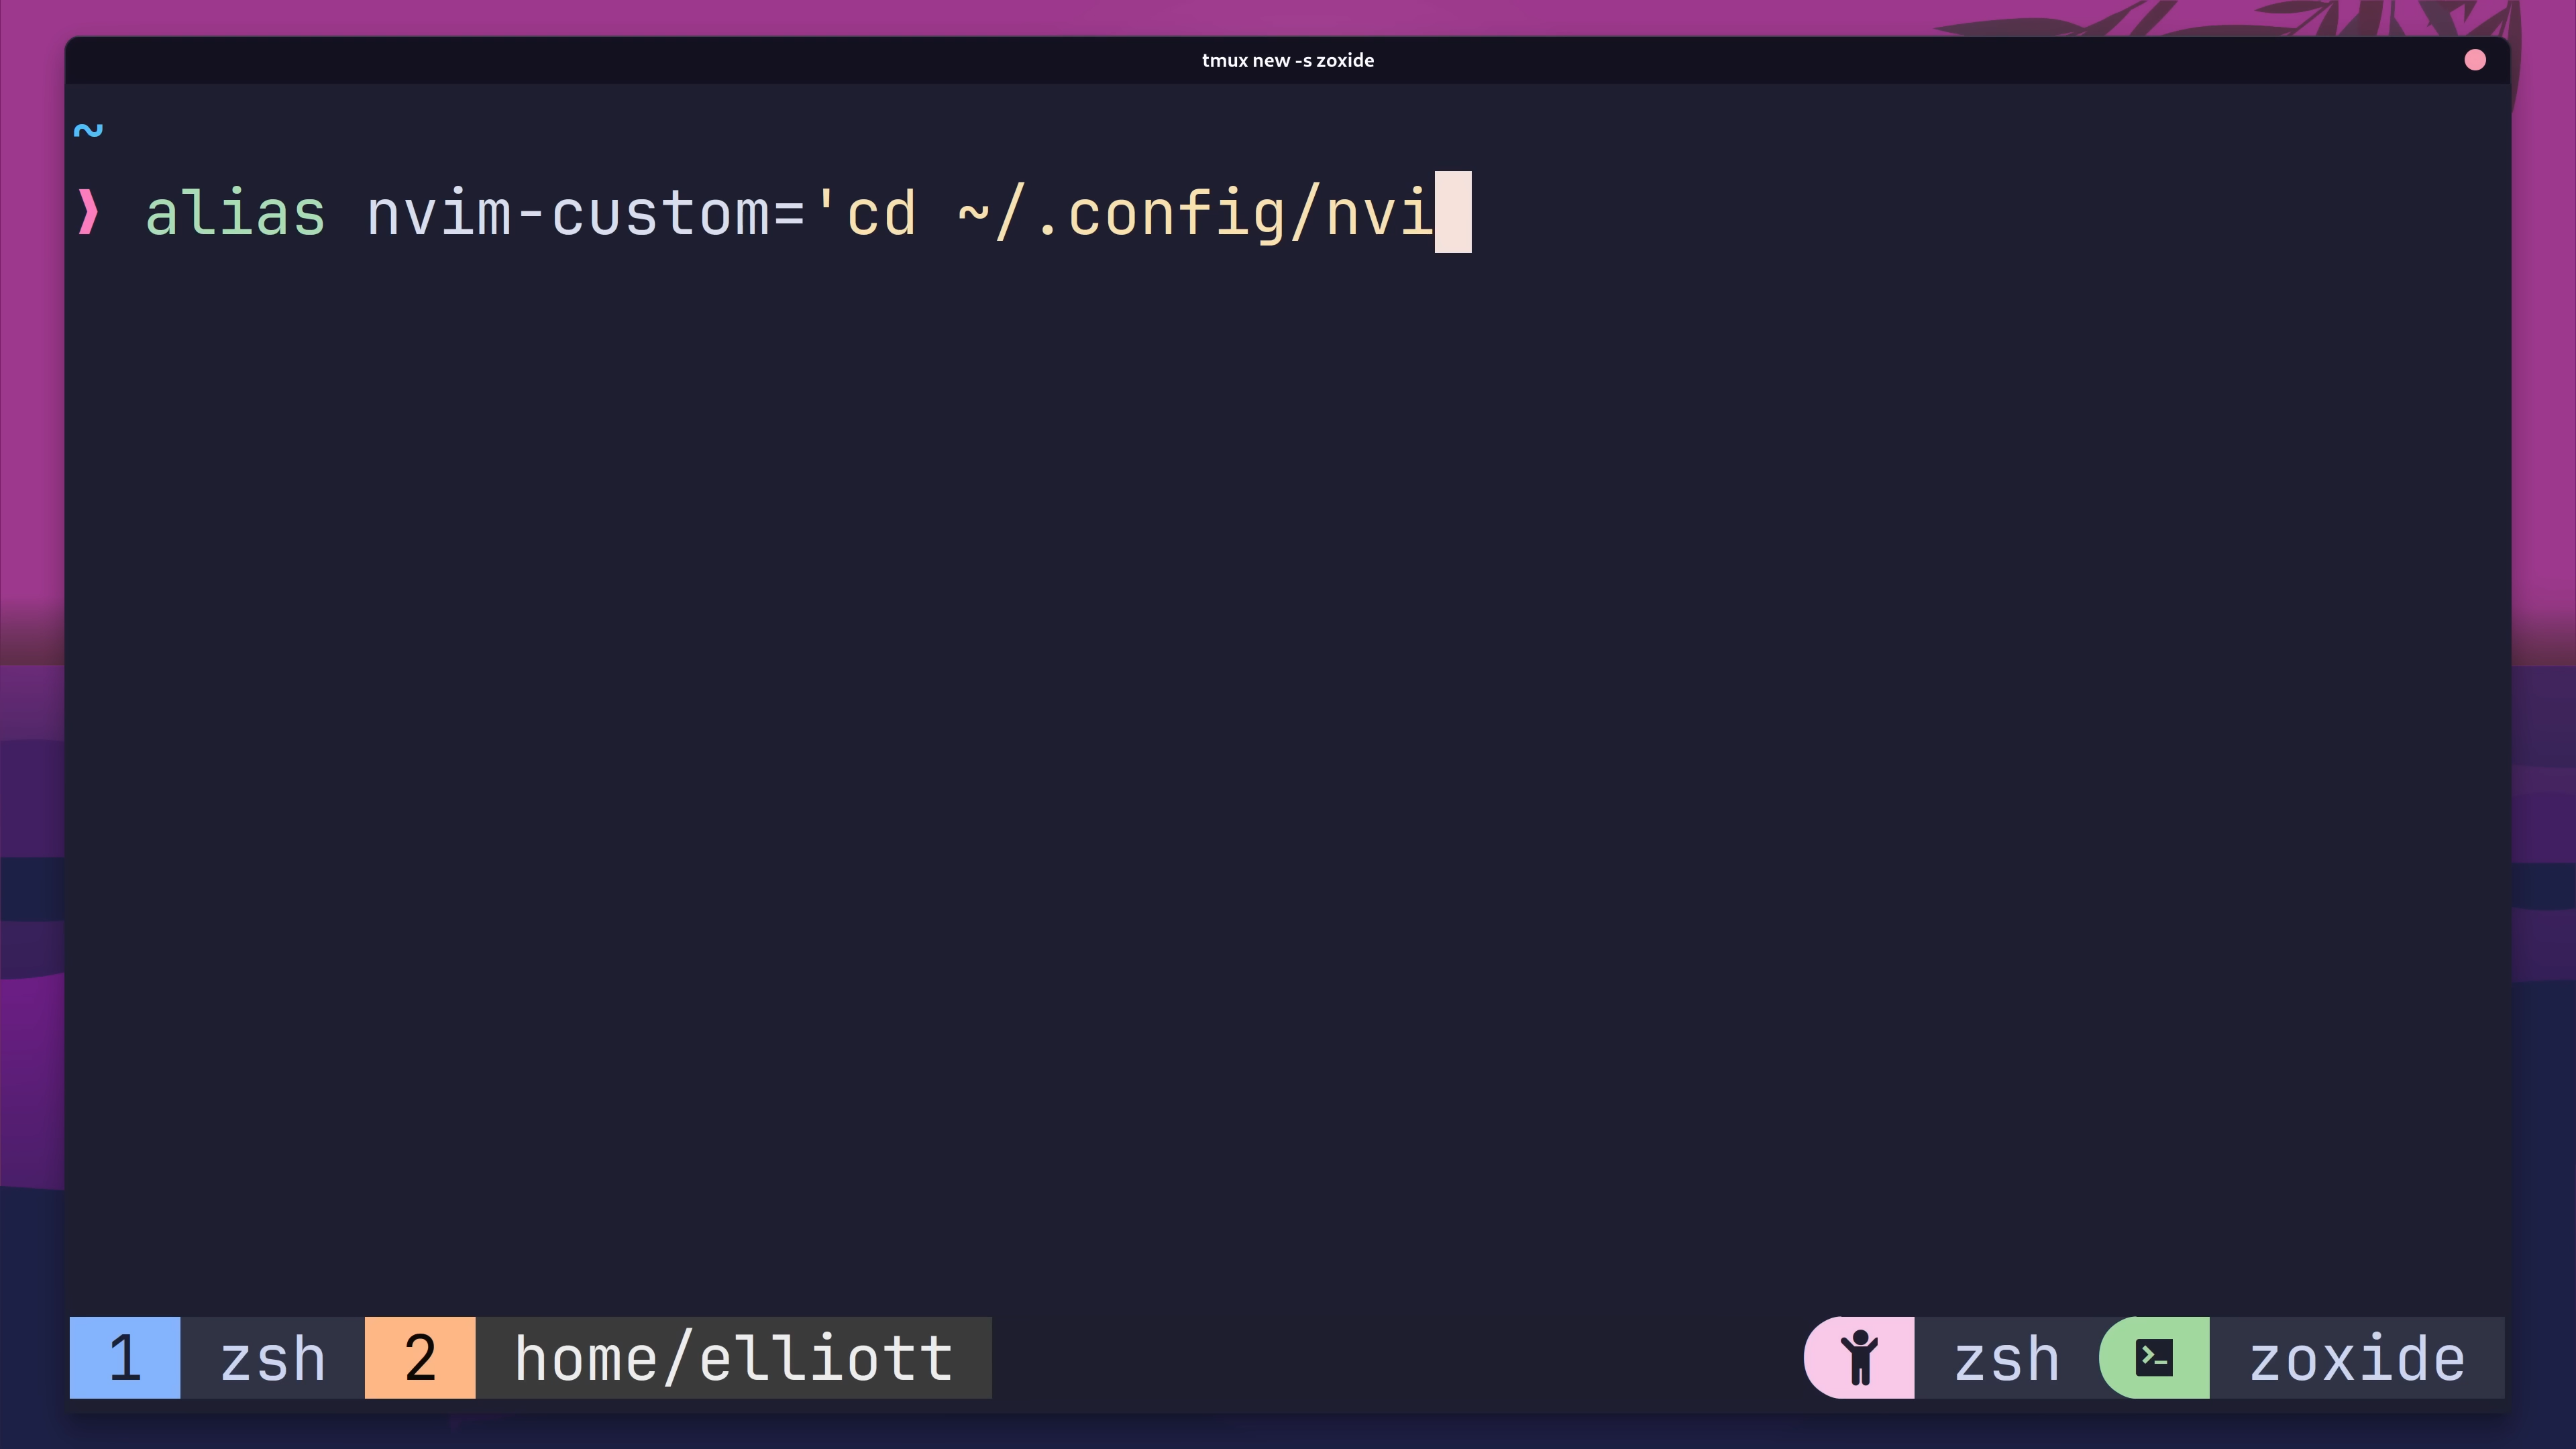 tmux new -s zoxide
~
❯ alias nvim-custom='cd ~/.config/nvi
1 zsh 2 home/elliott zsh zoxide